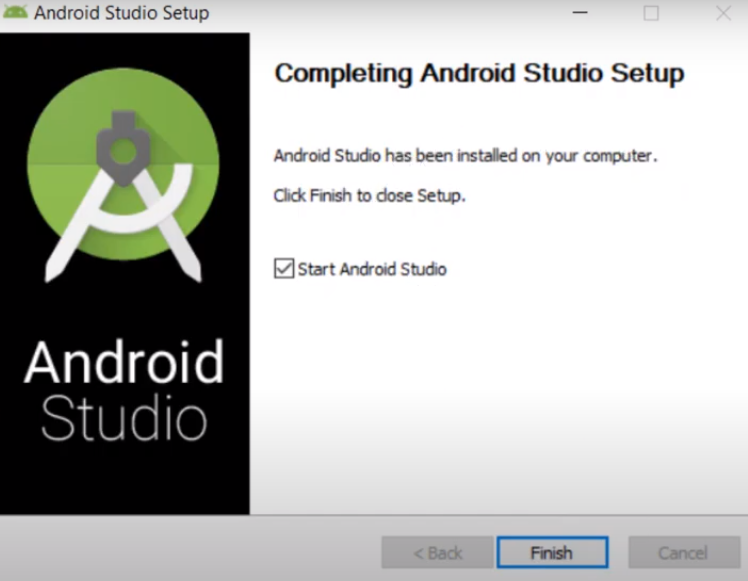 Android Studio Setup
Completing Android Studio Setup
Android Studio has been installed on your computer.
Click Finish to close Setup.
Start Android Studio
Android
Studio
< Back
Finish
Cancel